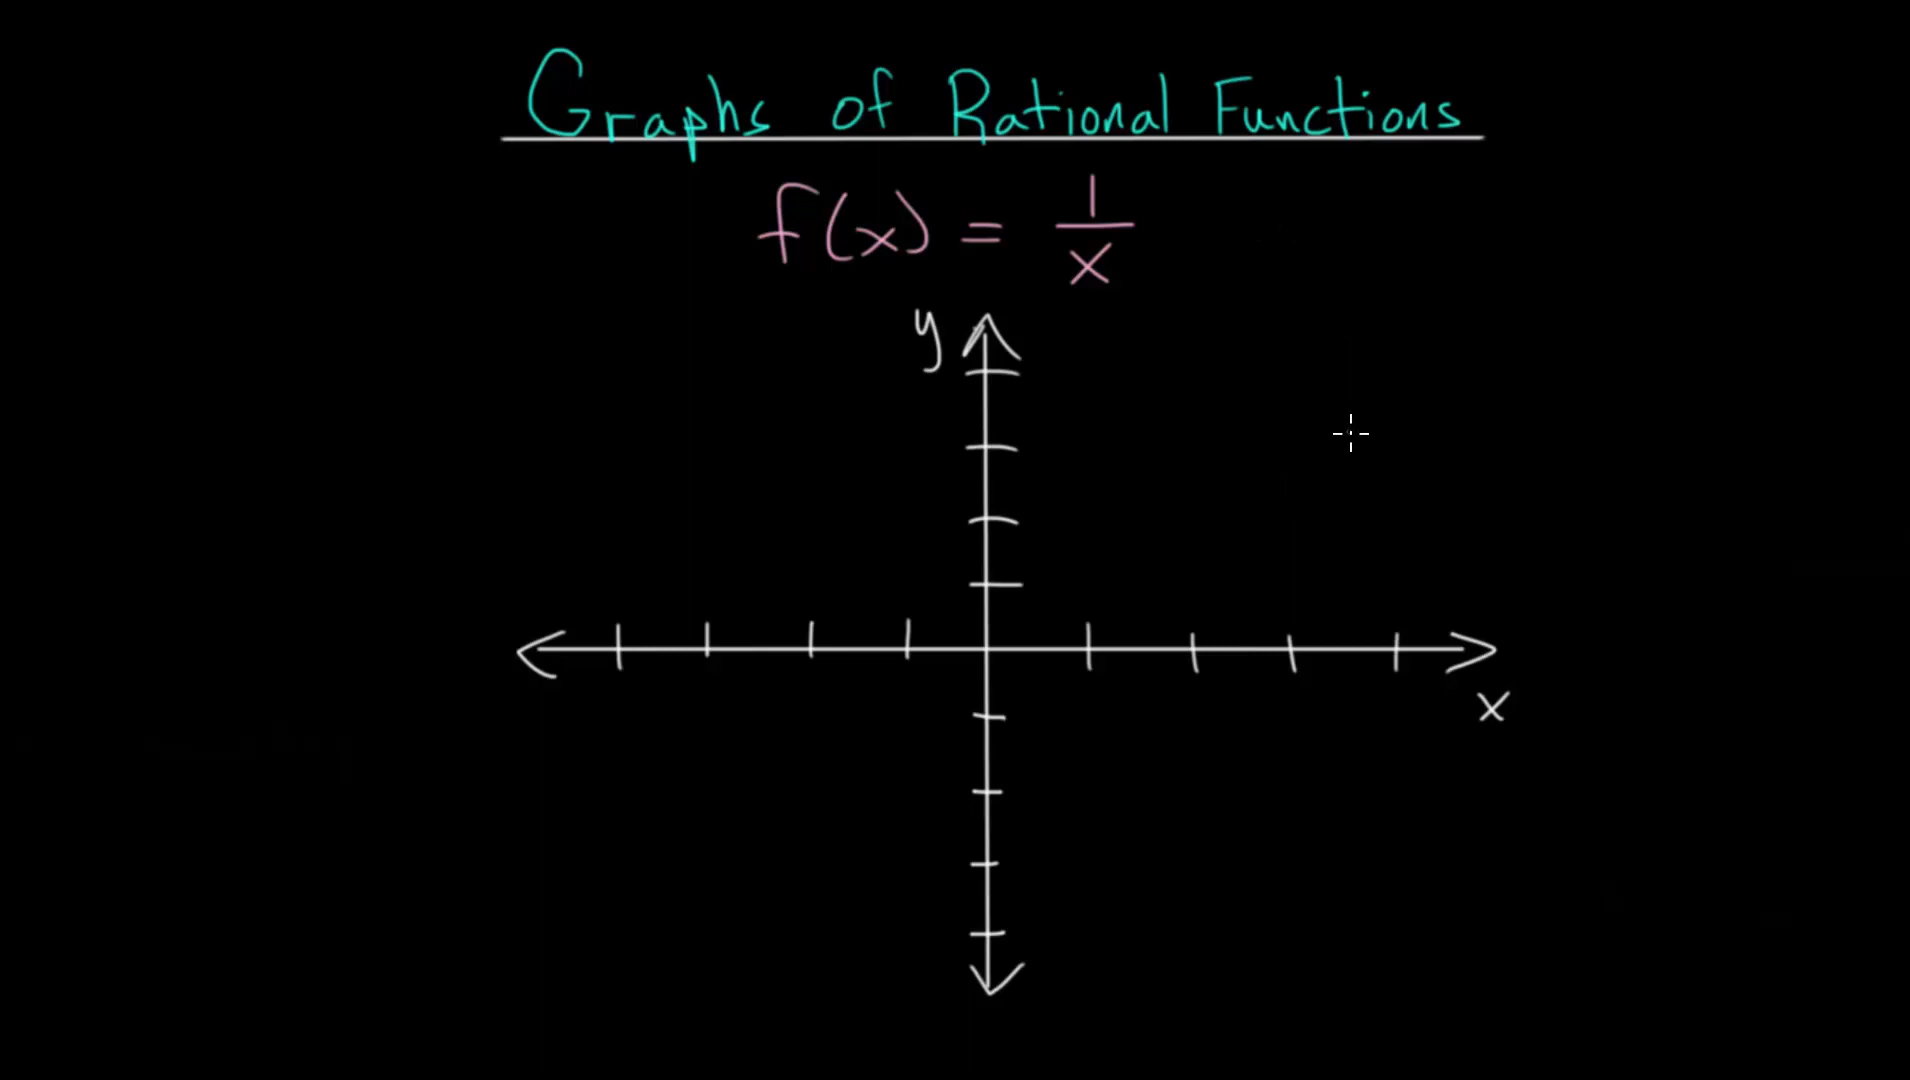 Graphs of Rational Functions
f(x) = 1/x
y
x